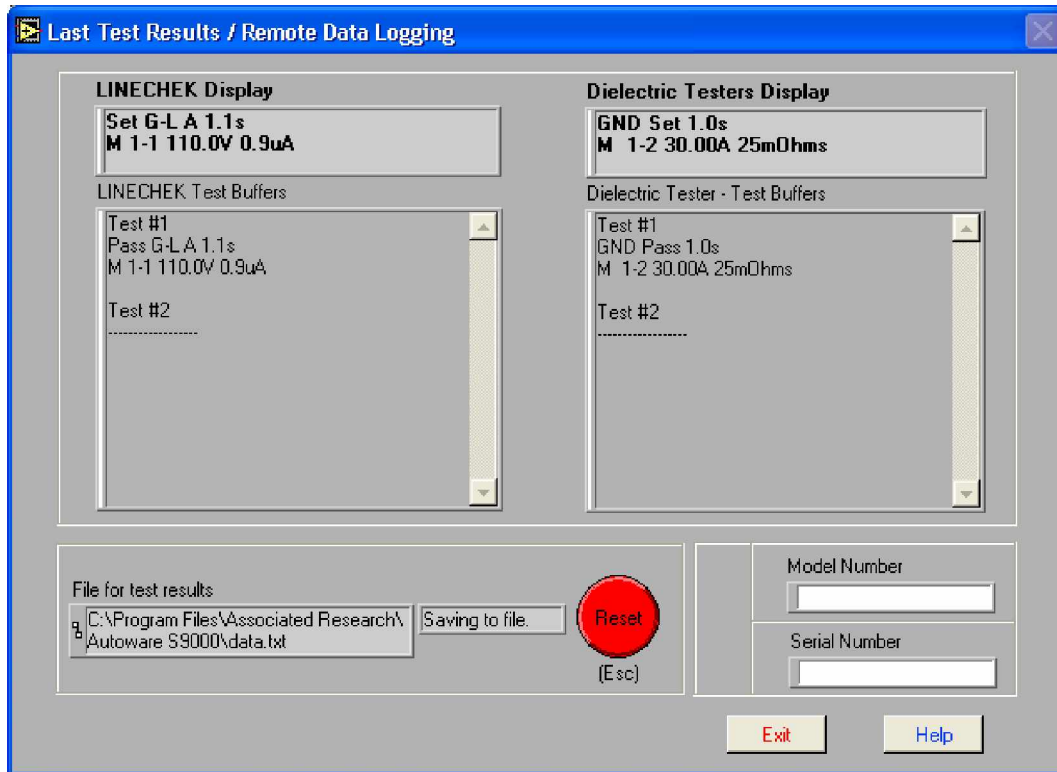 Last Test Results / Remote Data Logging
LINECHEK Display
Set G-L A 1.1s
M 1-1 110.0V 0.9uA
LINECHEK Test Buffers
Test #1
Pass G-L A 1.1s
M 1-1 110.0V 0.9uA
Test #2
------------------
Dielectric Testers Display
GND Set 1.0s
M  1-2 30.00A 25mOhms
Dielectric Tester - Test Buffers
Test #1
GND Pass 1.0s
M  1-2 30.00A 25mOhms
Test #2
------------------
File for test results
C:\Program Files\Associated Research\
Autoware S9000\data.txt
Saving to file.
Reset
(Esc)
Model Number
Serial Number
Exit
Help